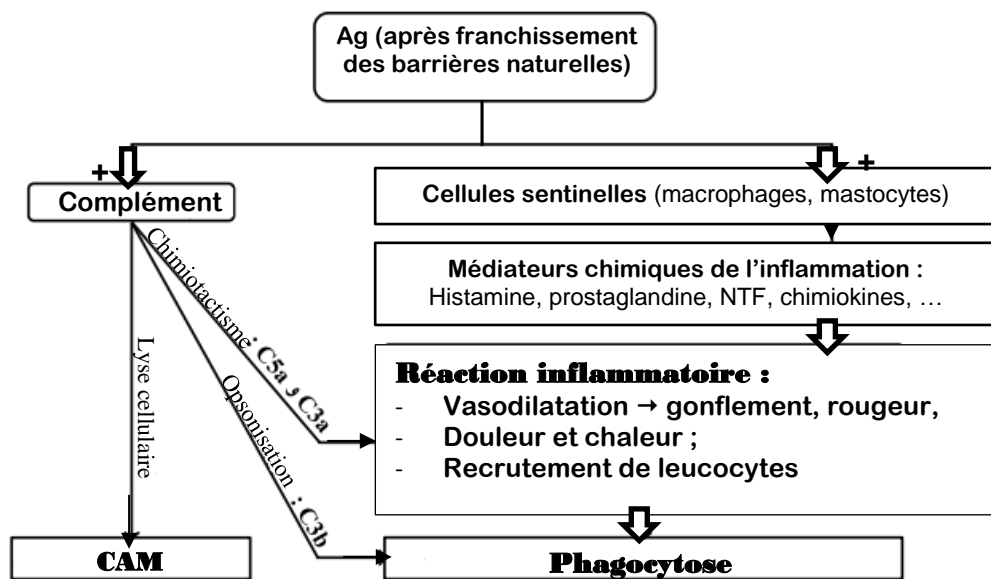 Ag (après franchissement
des barrières naturelles)
+
+
Complément
Cellules sentinelles (macrophages, mastocytes)
Médiateurs chimiques de l’inflammation :
Histamine, prostaglandine, NTF, chimiokines, …
Chimiotactisme: C5a و C3a
Lyse cellulaire
Opsonisation : C3b
Réaction inflammatoire :
- Vasodilatation → gonflement, rougeur,
- Douleur et chaleur ;
- Recrutement de leucocytes
CAM
Phagocytose